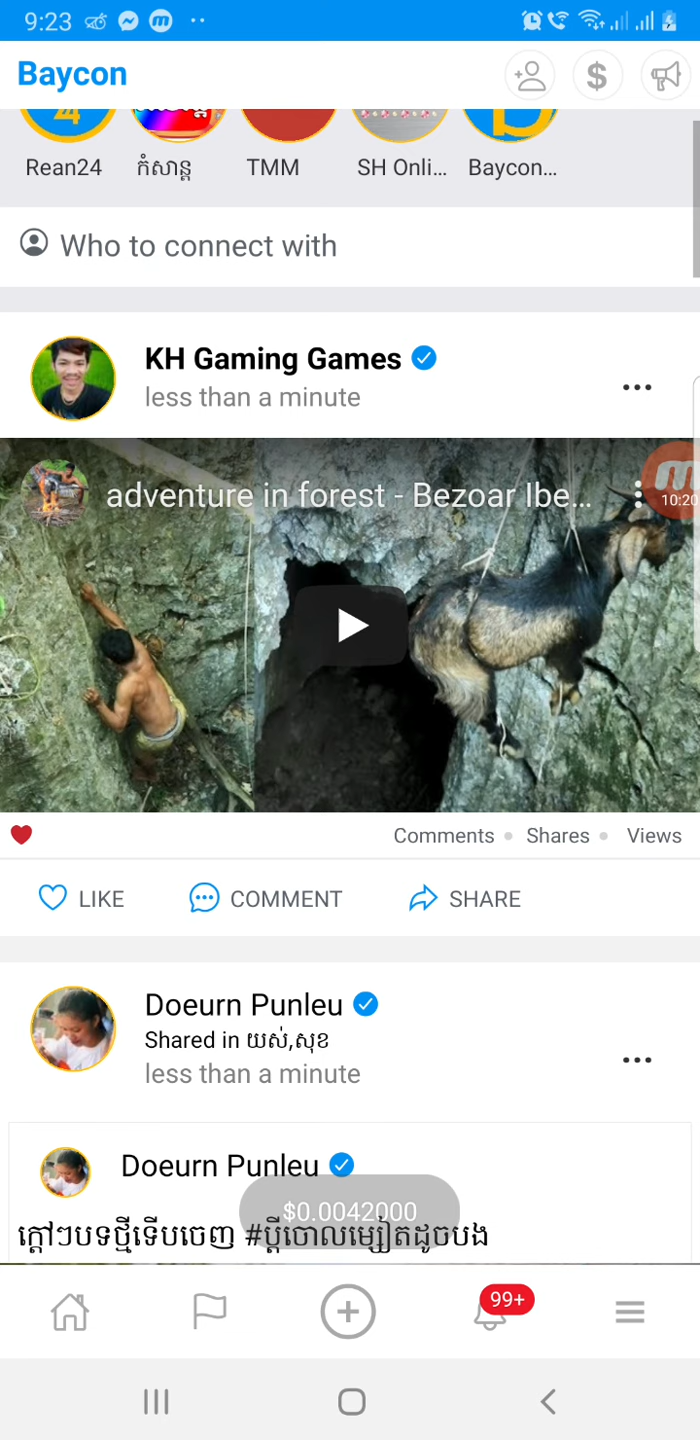 9:23
Baycon
$
Rean24
កំសាន្ត
TMM
SH Onli...
Baycon...
Who to connect with
KH Gaming Games
less than a minute
adventure in forest - Bezoar Ibe...
10:20
Comments • Shares • Views
LIKE
COMMENT
SHARE
Doeurn Punleu
Shared in យស់,សុខ
less than a minute
Doeurn Punleu
$0.0042000
ក្តៅៗបទថ្មីទើបចេញ #ប្តីចោលម្សៀតដូចបង
99+